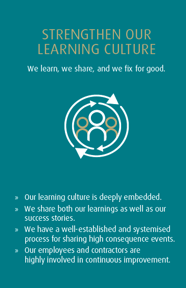 STRENGTHEN OUR
LEARNING CULTURE
We learn, we share, and we fix for good.
» Our learning culture is deeply embedded.
» We share both our learnings as well as our
success stories.
» We have a well-established and systemised
process for sharing high consequence events.
» Our employees and contractors are
highly involved in continuous improvement.